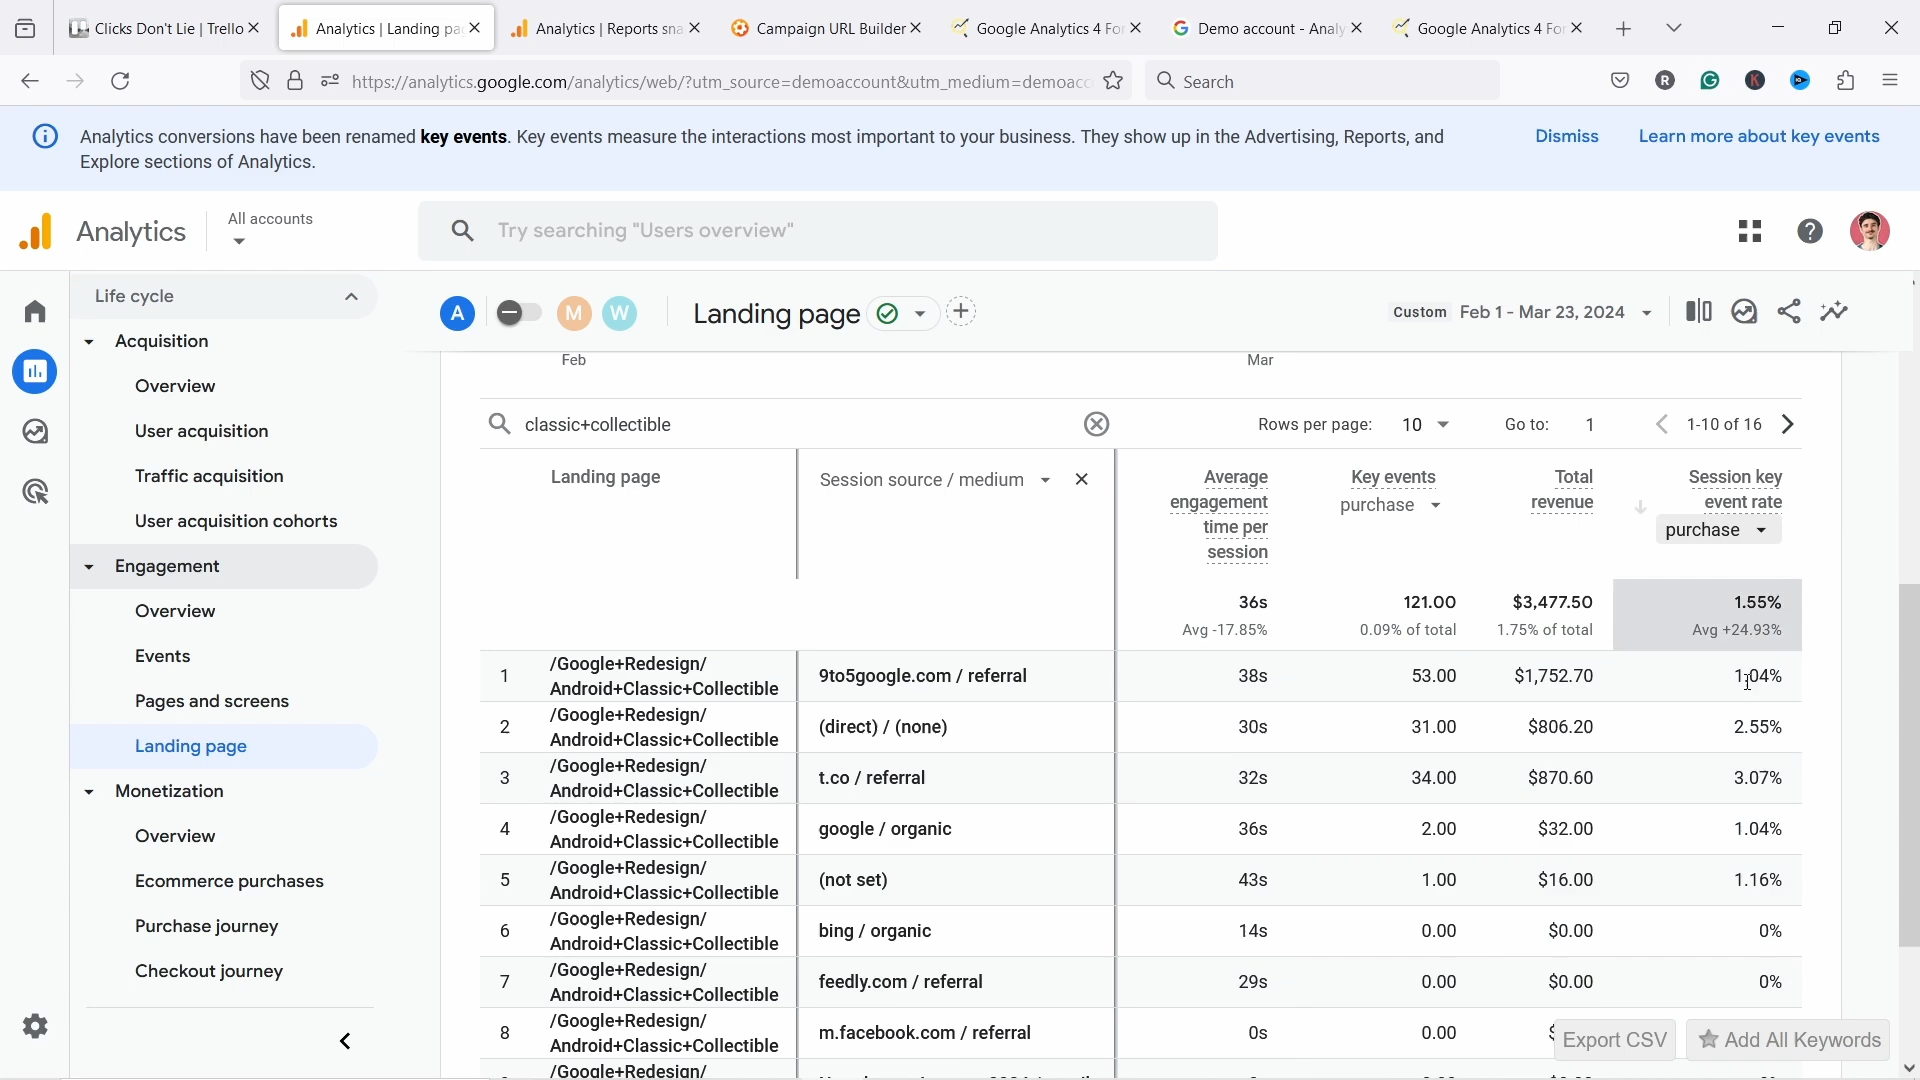 Clicks Don't Lie | Trello
Analytics | Landing pa
Analytics | Reports sna
Campaign URL Builder
Google Analytics 4 For
Demo account - Analy
Google Analytics 4 For
https://analytics.google.com/analytics/web/?utm_source=demoaccount&utm_medium=demoacc
Search
Analytics conversions have been renamed key events. Key events measure the interactions most important to your business. They show up in the Advertising, Reports, and
Explore sections of Analytics.
Dismiss
Learn more about key events
Analytics
All accounts
Try searching "Users overview"
Life cycle
Acquisition
Overview
User acquisition
Traffic acquisition
User acquisition cohorts
Engagement
Overview
Events
Pages and screens
Landing page
Monetization
Overview
Ecommerce purchases
Purchase journey
Checkout journey
A M W Landing page
Custom Feb 1 - Mar 23, 2024
Feb Mar
classic+collectible
Rows per page: 10 Go to: 1 1-10 of 16
Landing page
Session source / medium
Average
engagement
time per
session
Key events
purchase
Total
revenue
Session key
event rate
purchase
36s 121.00 $3,477.50 1.55%
Avg -17.85% 0.09% of total 1.75% of total Avg +24.93%
1 /Google+Redesign/
Android+Classic+Collectible
9to5google.com / referral 38s 53.00 $1,752.70 1.04%
2 /Google+Redesign/
Android+Classic+Collectible
(direct) / (none) 30s 31.00 $806.20 2.55%
3 /Google+Redesign/
Android+Classic+Collectible
t.co / referral 32s 34.00 $870.60 3.07%
4 /Google+Redesign/
Android+Classic+Collectible
google / organic 36s 2.00 $32.00 1.04%
5 /Google+Redesign/
Android+Classic+Collectible
(not set) 43s 1.00 $16.00 1.16%
6 /Google+Redesign/
Android+Classic+Collectible
bing / organic 14s 0.00 $0.00 0%
7 /Google+Redesign/
Android+Classic+Collectible
feedly.com / referral 29s 0.00 $0.00 0%
8 /Google+Redesign/
Android+Classic+Collectible
m.facebook.com / referral 0s 0.00
/Google+Redesign/
Export CSV
Add All Keywords